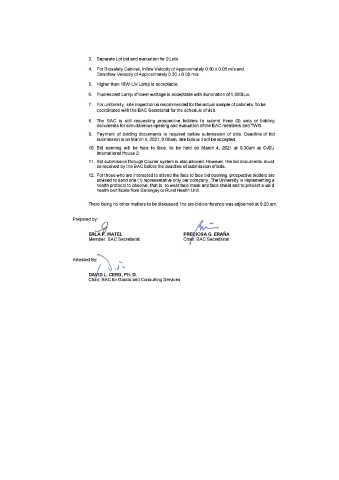 3. Separate Lot bid and evaluation for 2 Lots.
4. For Biosafety Cabinet, Inflow Velocity of Approximately 0.50 ± 0.05 m/s and
Downflow Velocity of Approximately 0.30 ± 0.05 m/s
5. Higher than 15W-UV Lamp is acceptable.
6. Fluorescent Lamp of lower wattage is acceptable with illumination of 1,000Lux.
7. For uniformity, site inspection is recommended for the actual sample of cabinets. To be
coordinated with the BAC Secretariat for the schedule of visit.
8. The BAC is still requesting prospective bidders to submit three (3) sets of bidding
documents for simultaneous opening and evaluation of the BAC members and TWG.
9. Payment of bidding documents is required before submission of bids. Deadline of bid
submission is on March 4, 2021, 9:00am, late bids will not be accepted.
10. Bid opening will be face to face, to be held on March 4, 2021 at 9:30am at CvSU
International House 2.
11. Bid submission through Courier system is also allowed. However, the bid documents must
be received by the BAC before the deadline of submission of bids.
12. For those who are interested to attend the face to face bid opening, prospective bidders are
advised to send one (1) representative only per company. The University is implementing a
health protocol to observe, that is, to wear face mask and face shield and to present a valid
health certificate from Barangay or Rural Health Unit.
There being no other matters to be discussed, the pre-bid conference was adjourned at 9:20 am.
Prepared by:
ERLA P. MATEL PRECIOSA G. ERAÑA
Member, BAC Secretariat Chair, BAC Secretariat
Attested By:
DAVID L. CERO, Ph. D.
Chair, BAC for Goods and Consulting Services